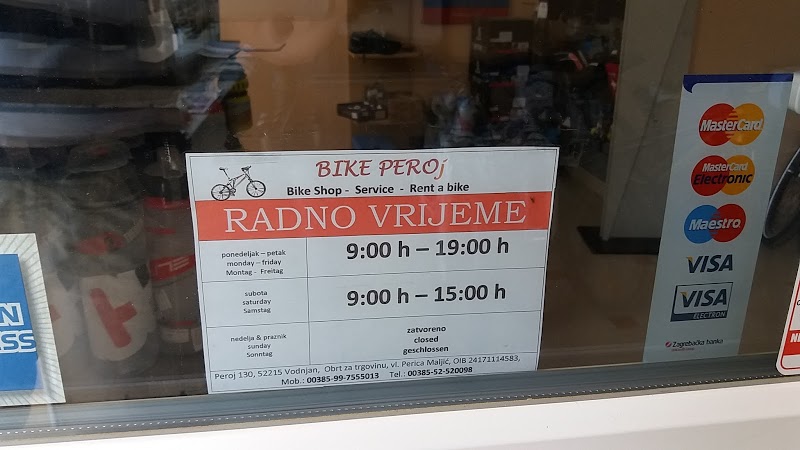 BIKE PEROj
Bike Shop - Service - Rent a bike
RADNO VRIJEME
ponedeljak – petak
monday – friday
Montag - Freitag
9:00 h – 19:00 h
subota
saturday
Samstag
9:00 h – 15:00 h
nedelja & praznik
sunday
Sonntag
zatvoreno
closed
geschlossen
Peroj 130, 52215 Vodnjan, Obrt za trgovinu, vl. Perica Maljić, OIB 24171114583,
Mob.: 00385-99-7555013 Tel.: 00385-52-520098
MasterCard
MasterCard
Electronic
Maestro
VISA
VISA
ELECTRON
Zagrebačka banka